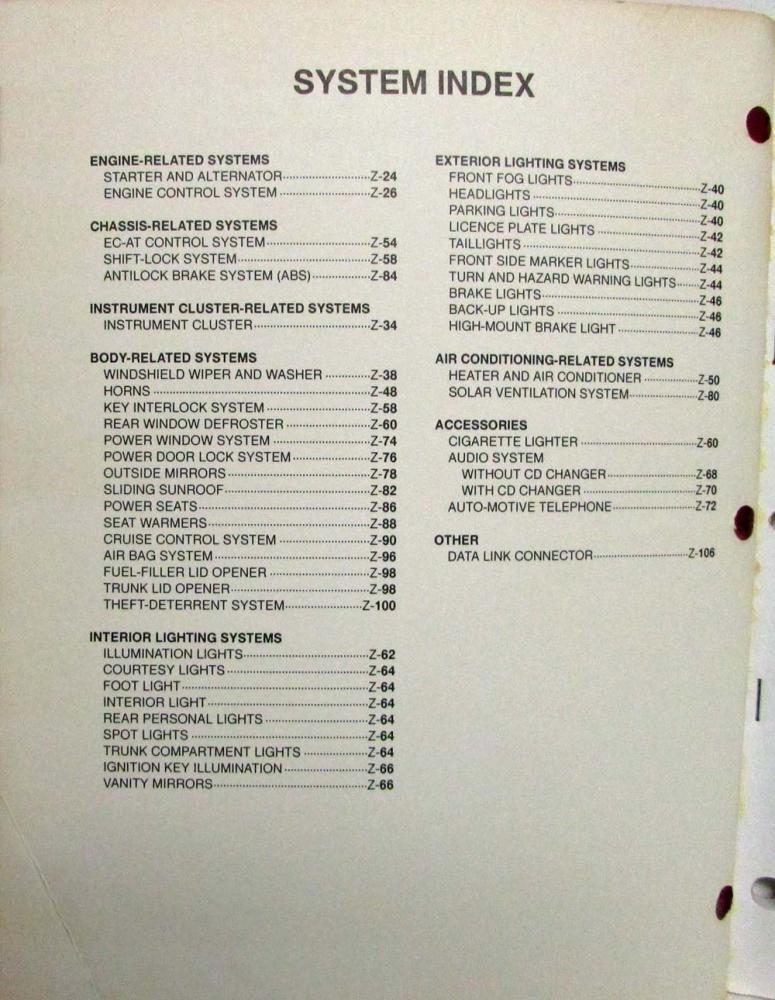 SYSTEM INDEX
ENGINE-RELATED SYSTEMS
STARTER AND ALTERNATOR Z-24
ENGINE CONTROL SYSTEM Z-26
CHASSIS-RELATED SYSTEMS
EC-AT CONTROL SYSTEM Z-54
SHIFT-LOCK SYSTEM Z-58
ANTILOCK BRAKE SYSTEM (ABS) Z-84
INSTRUMENT CLUSTER-RELATED SYSTEMS
INSTRUMENT CLUSTER Z-34
BODY-RELATED SYSTEMS
WINDSHIELD WIPER AND WASHER Z-38
HORNS Z-48
KEY INTERLOCK SYSTEM Z-58
REAR WINDOW DEFROSTER Z-60
POWER WINDOW SYSTEM Z-74
POWER DOOR LOCK SYSTEM Z-76
OUTSIDE MIRRORS Z-78
SLIDING SUNROOF Z-82
POWER SEATS Z-86
SEAT WARMERS Z-88
CRUISE CONTROL SYSTEM Z-90
AIR BAG SYSTEM Z-96
FUEL-FILLER LID OPENER Z-98
TRUNK LID OPENER Z-98
THEFT-DETERRENT SYSTEM Z-100
INTERIOR LIGHTING SYSTEMS
ILLUMINATION LIGHTS Z-62
COURTESY LIGHTS Z-64
FOOT LIGHT Z-64
INTERIOR LIGHT Z-64
REAR PERSONAL LIGHTS Z-64
SPOT LIGHTS Z-64
TRUNK COMPARTMENT LIGHTS Z-64
IGNITION KEY ILLUMINATION Z-66
VANITY MIRRORS Z-66
EXTERIOR LIGHTING SYSTEMS
FRONT FOG LIGHTS Z-40
HEADLIGHTS Z-40
PARKING LIGHTS Z-40
LICENCE PLATE LIGHTS Z-42
TAILLIGHTS Z-42
FRONT SIDE MARKER LIGHTS Z-44
TURN AND HAZARD WARNING LIGHTS Z-44
BRAKE LIGHTS Z-46
BACK-UP LIGHTS Z-46
HIGH-MOUNT BRAKE LIGHT Z-46
AIR CONDITIONING-RELATED SYSTEMS
HEATER AND AIR CONDITIONER Z-50
SOLAR VENTILATION SYSTEM Z-80
ACCESSORIES
CIGARETTE LIGHTER Z-60
AUDIO SYSTEM
WITHOUT CD CHANGER Z-68
WITH CD CHANGER Z-70
AUTO-MOTIVE TELEPHONE Z-72
OTHER
DATA LINK CONNECTOR Z-106